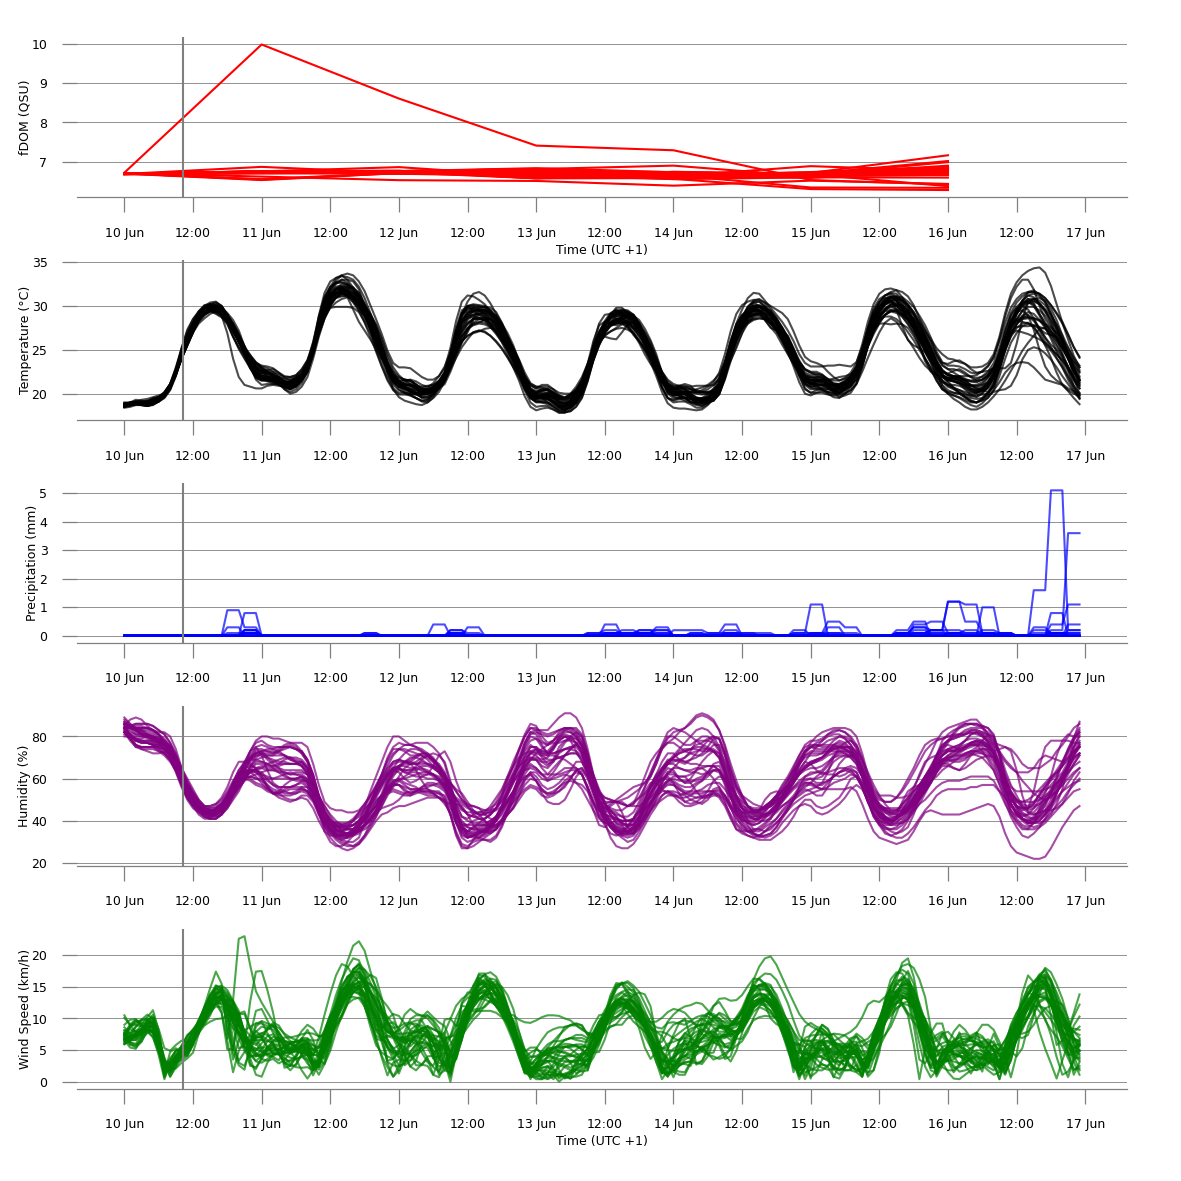 fDOM (QSU)
10
9
8
7
10 Jun 12:00 11 Jun 12:00 12 Jun 12:00 13 Jun 12:00 14 Jun 12:00 15 Jun 12:00 16 Jun 12:00 17 Jun
Time (UTC +1)
Temperature (°C)
35
30
25
20
10 Jun 12:00 11 Jun 12:00 12 Jun 12:00 13 Jun 12:00 14 Jun 12:00 15 Jun 12:00 16 Jun 12:00 17 Jun
Precipitation (mm)
5
4
3
2
1
0
10 Jun 12:00 11 Jun 12:00 12 Jun 12:00 13 Jun 12:00 14 Jun 12:00 15 Jun 12:00 16 Jun 12:00 17 Jun
Humidity (%)
80
60
40
20
10 Jun 12:00 11 Jun 12:00 12 Jun 12:00 13 Jun 12:00 14 Jun 12:00 15 Jun 12:00 16 Jun 12:00 17 Jun
Wind Speed (km/h)
20
15
10
5
0
10 Jun 12:00 11 Jun 12:00 12 Jun 12:00 13 Jun 12:00 14 Jun 12:00 15 Jun 12:00 16 Jun 12:00 17 Jun
Time (UTC +1)